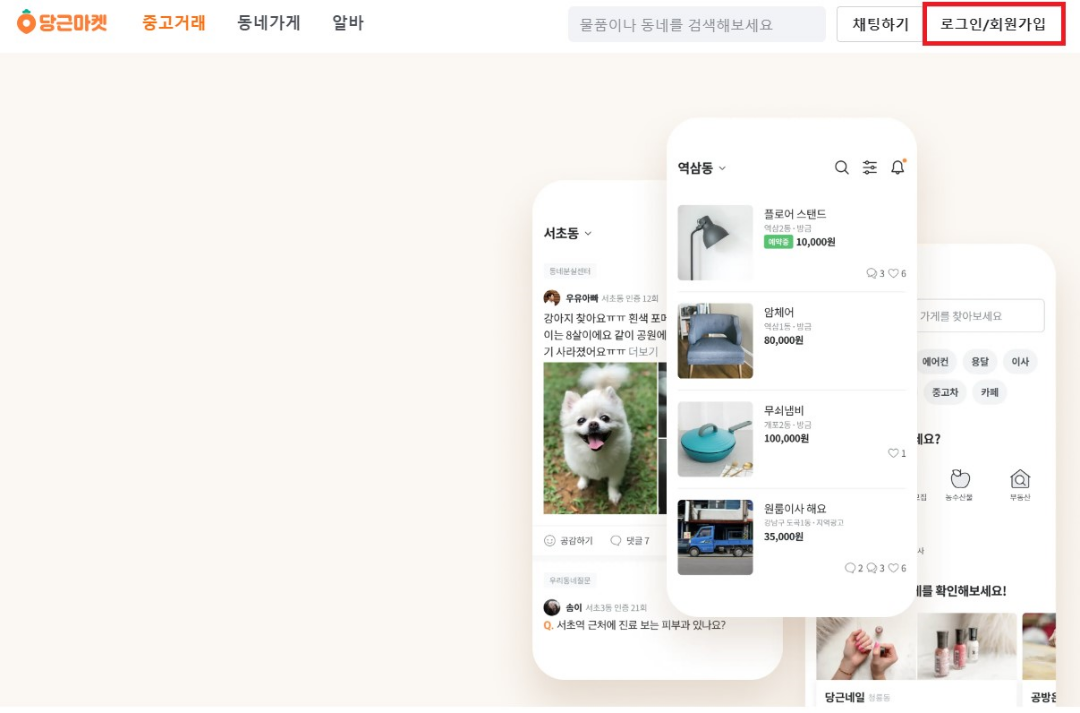 당근마켓
중고거래
동네가게
알바
물품이나 동네를 검색해보세요
채팅하기
로그인/회원가입
서초동
동네분실센터
우유아빠 서초동 인증 12회
강아지 찾아요ㅠㅠ 흰색 포메
이는 8살이에요 같이 공원에
기 사라졌어요ㅠㅠ 더보기
공감하기
댓글 7
우리동네질문
송이 서초3동 인증 21회
Q. 서초역 근처에 진료 보는 피부과 있나요?
역삼동
플로어 스탠드
역삼2동 · 방금
예약중 10,000원
3 6
암체어
역삼1동 · 방금
80,000원
무쇠냄비
개포2동 · 방금
100,000원
1
원룸이사 해요
강남구 도곡1동 · 지역광고
35,000원
2 3 6
가게를 찾아보세요
에어컨
용달
이사
중고차
카페
요?
농수산물
부동산
사
게를 확인해보세요!
당근네일 정릉동
공방은